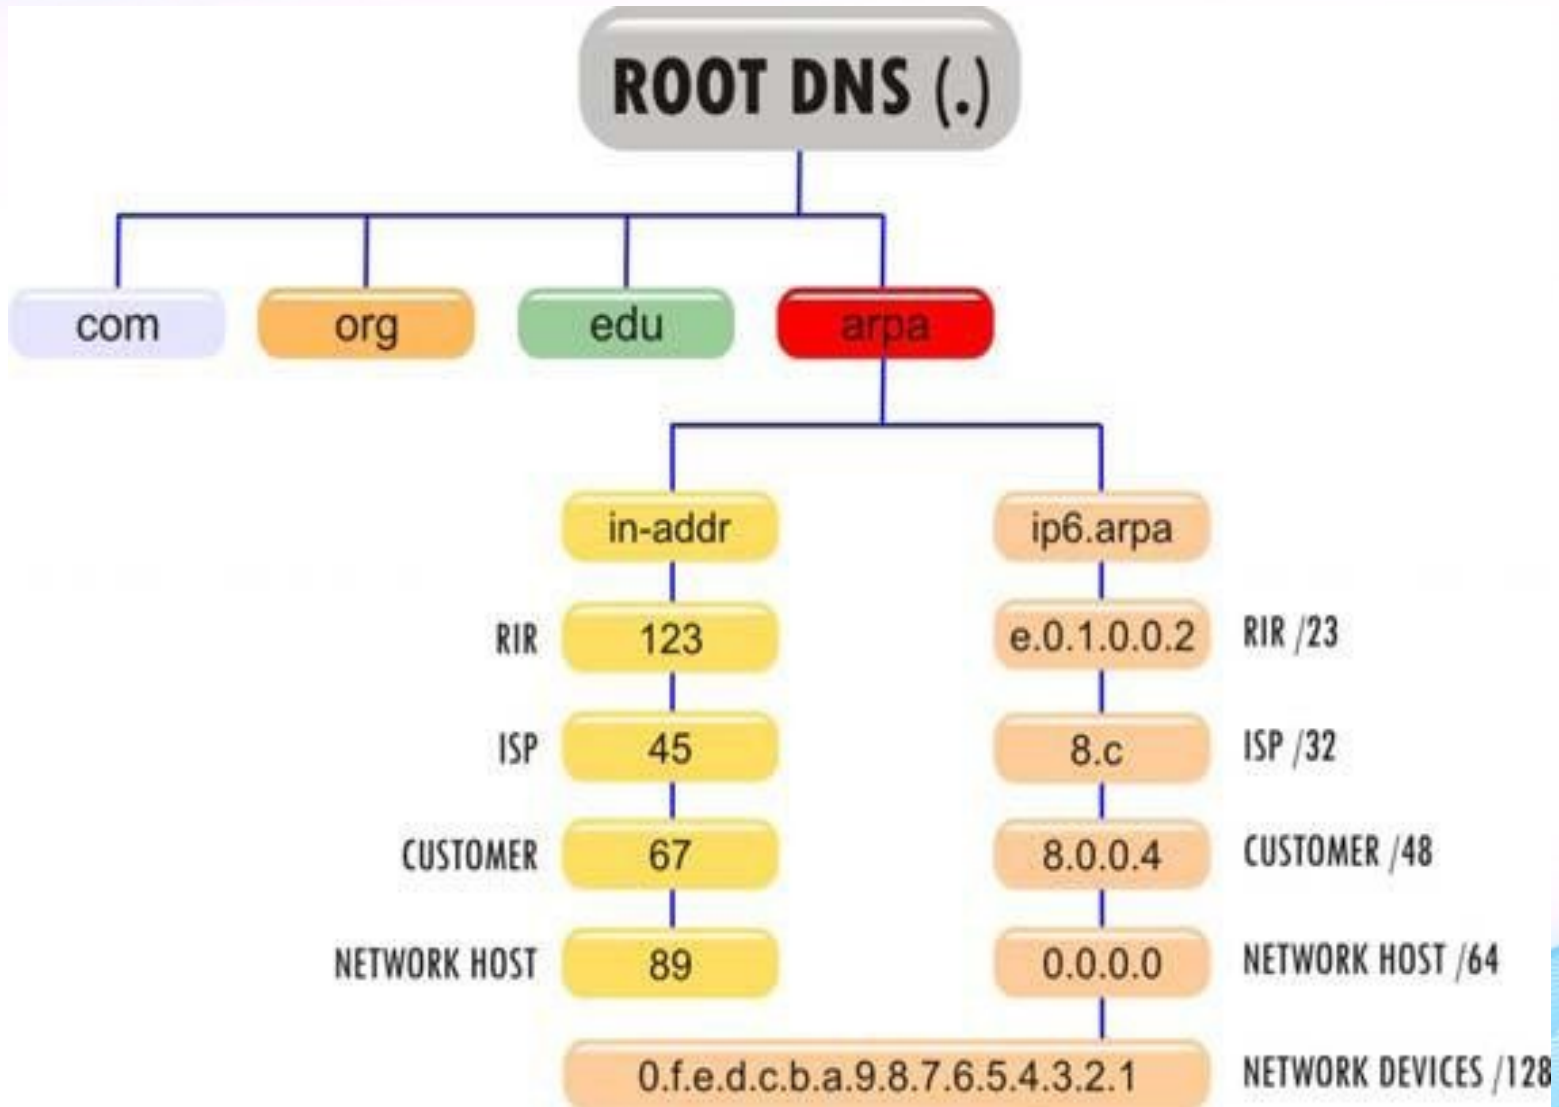 ROOT DNS (.)
com
org
edu
arpa
in-addr
ip6.arpa
RIR
123
e.0.1.0.0.2
RIR /23
ISP
45
8.c
ISP /32
CUSTOMER
67
8.0.0.4
CUSTOMER /48
NETWORK HOST
89
0.0.0.0
NETWORK HOST /64
0.f.e.d.c.b.a.9.8.7.6.5.4.3.2.1
NETWORK DEVICES /128